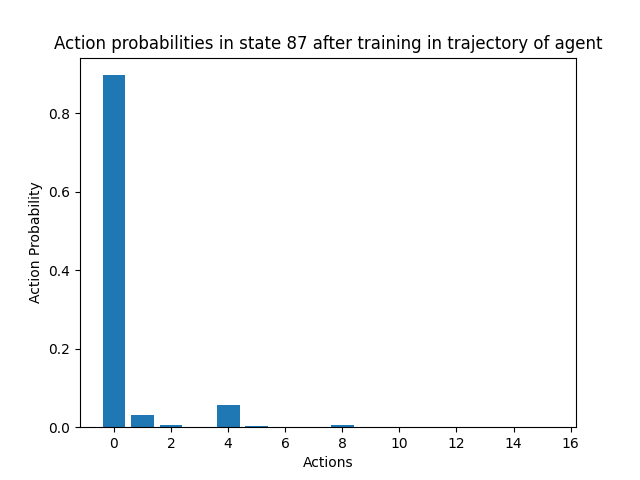 Action probabilities in state 87 after training in trajectory of agent
Action Probability
0.8
0.6
0.4
0.2
0.0
0 2 4 6 8 10 12 14 16
Actions